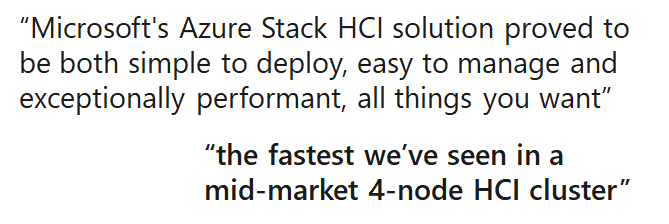 “Microsoft's Azure Stack HCI solution proved to
be both simple to deploy, easy to manage and
exceptionally performant, all things you want”
“the fastest we’ve seen in a
mid-market 4-node HCI cluster”